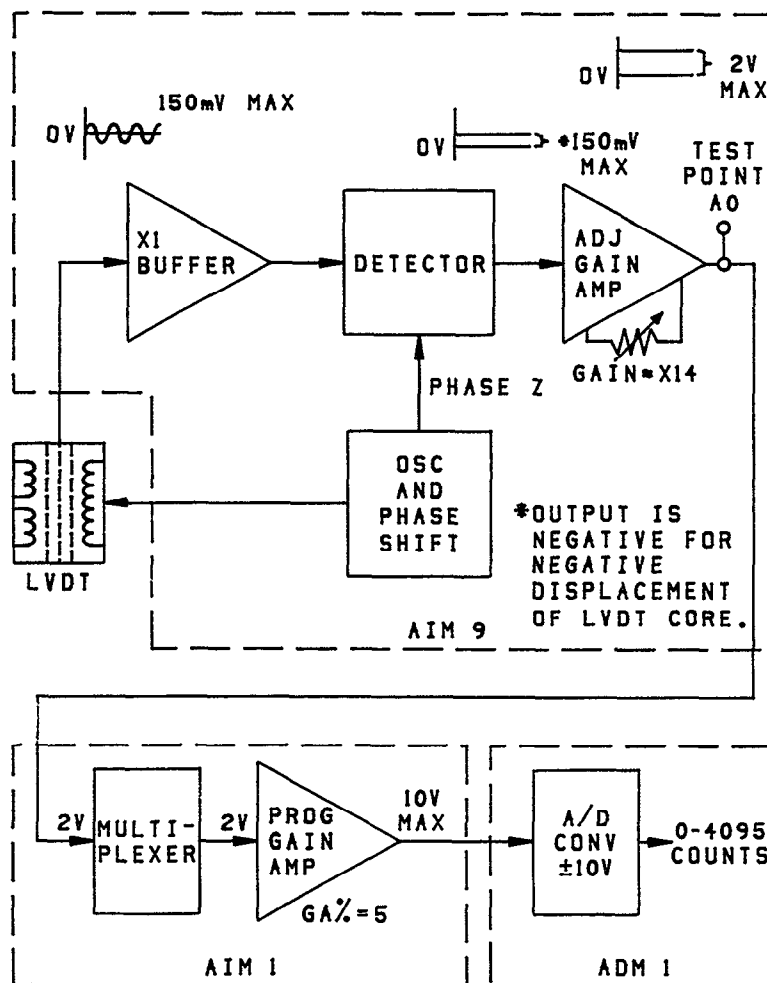 0V
2V
MAX
150mV MAX
0V
0V
*150mV
MAX
TEST
POINT
A0
X1
BUFFER
DETECTOR
ADJ
GAIN
AMP
GAIN≈X14
PHASE Z
OSC
AND
PHASE
SHIFT
LVDT
*OUTPUT IS
NEGATIVE FOR
NEGATIVE
DISPLACEMENT
OF LVDT CORE.
AIM 9
2V
MULTI-
PLEXER
2V
PROG
GAIN
AMP
10V
MAX
GA%=5
A/D
CONV
±10V
0-4095
COUNTS
AIM 1
ADM 1